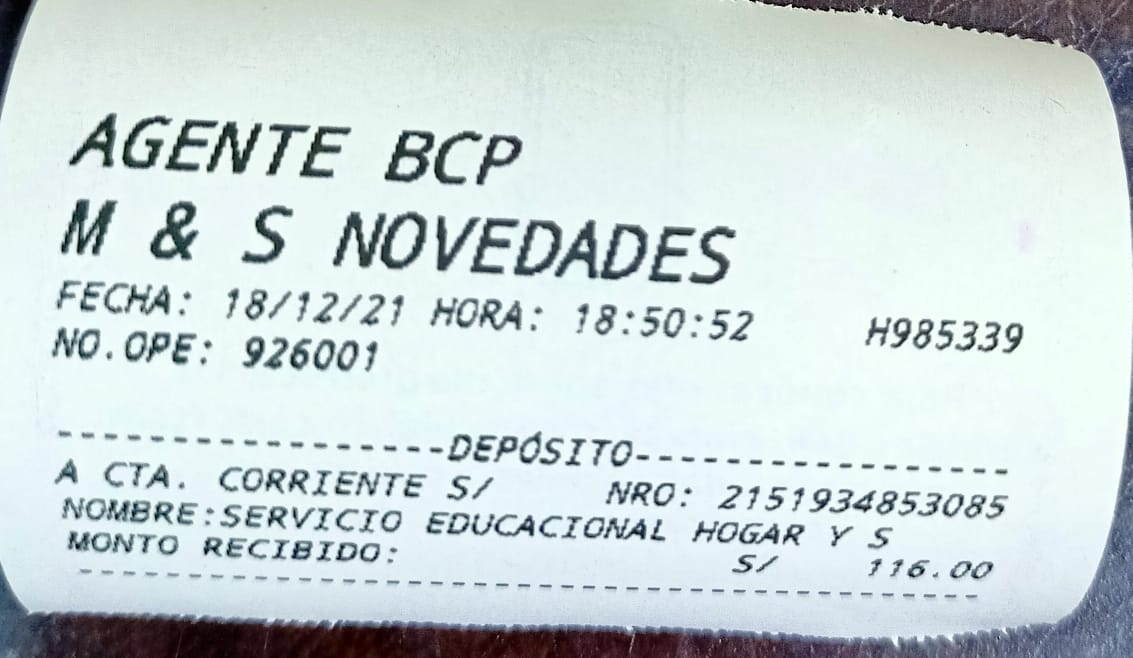 AGENTE BCP
M & S NOVEDADES
FECHA: 18/12/21 HORA: 18:50:52 H985339
NO.OPE: 926001
------------------DEPÓSITO------------------
A CTA. CORRIENTE S/ NRO: 2151934853085
NOMBRE:SERVICIO EDUCACIONAL HOGAR Y S
MONTO RECIBIDO: S/ 116.00